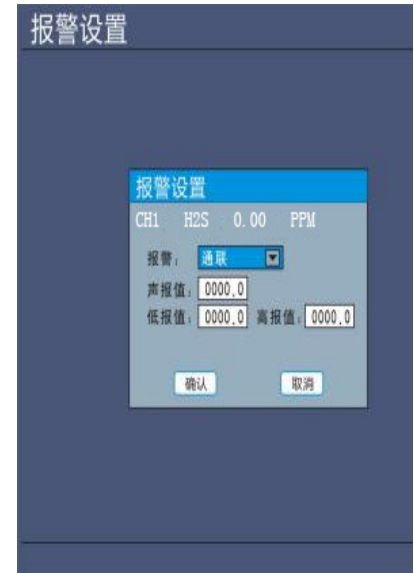 报警设置
报警设置
CH1 H2S 0.00 PPM
报警： 通联
声报值： 0000.0
低报值： 0000.0 高报值： 0000.0
确认 取消